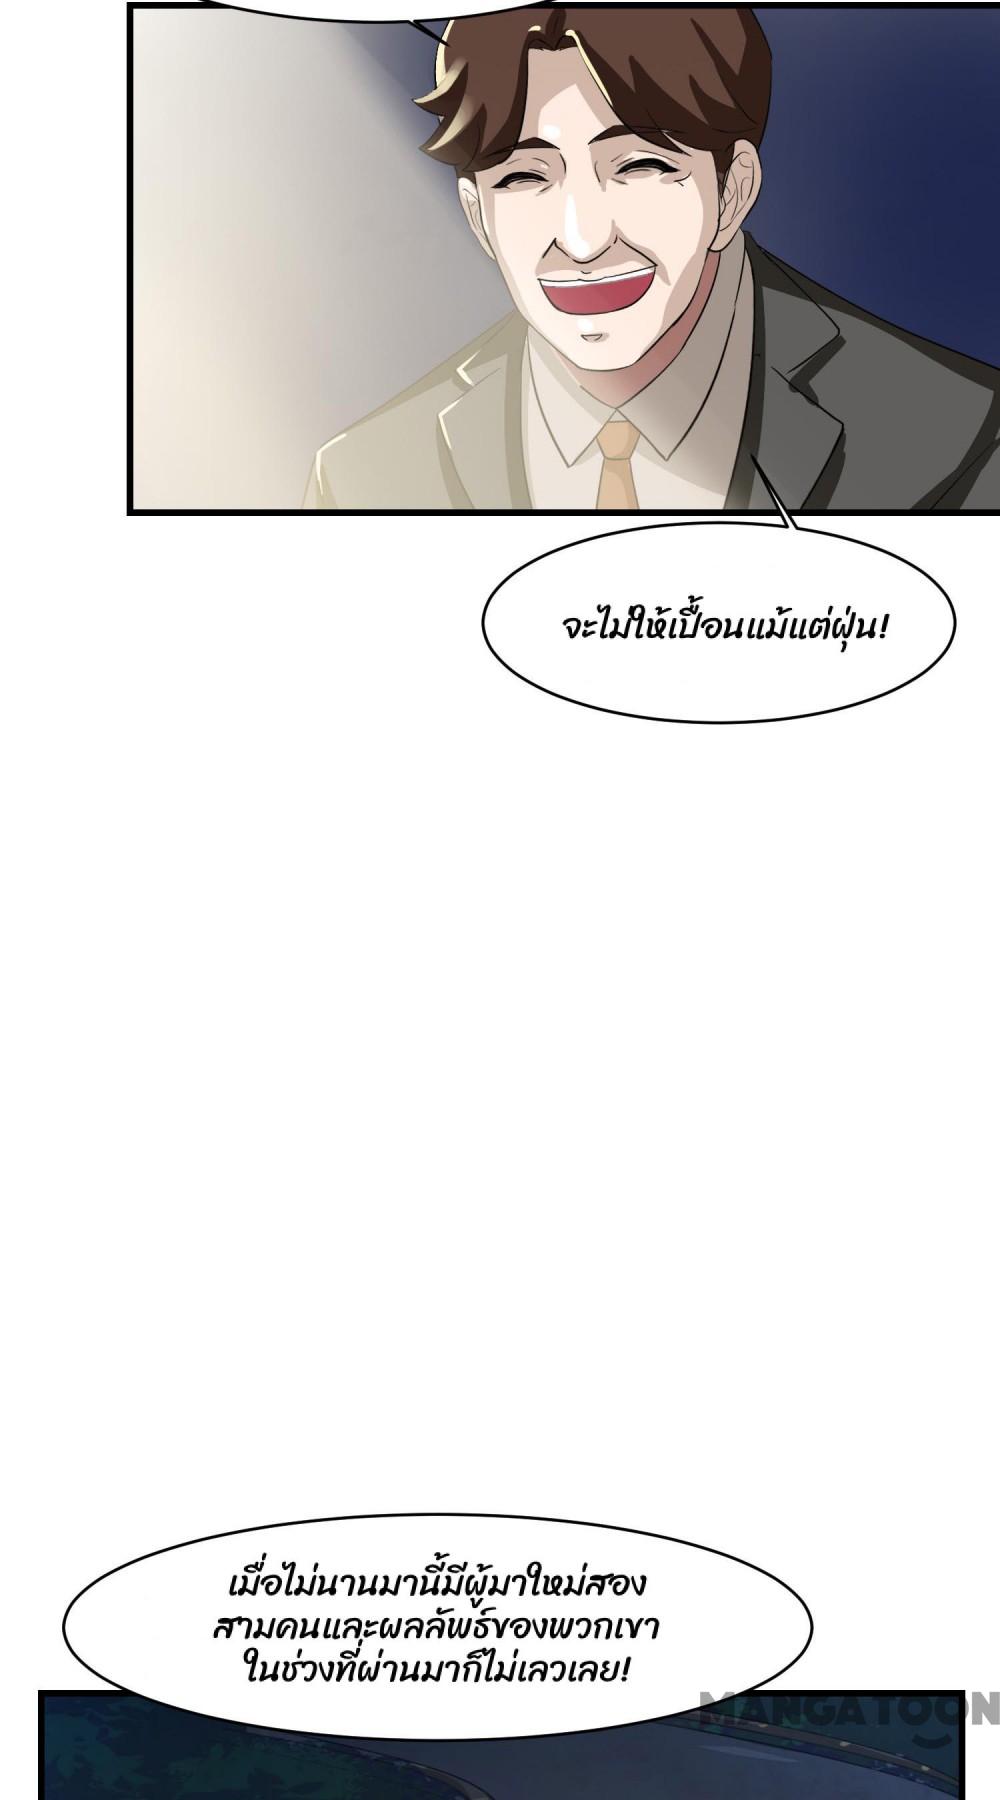 จะไม่ให้เปื้อนแม้แต่ฝุ่น!
เมื่อไม่นานมานี้มีผู้มาใหม่สอง
สามคนและผลลัพธ์ของพวกเขา
ในช่วงที่ผ่านมาก็ไม่เลวเลย!
MANGATOON